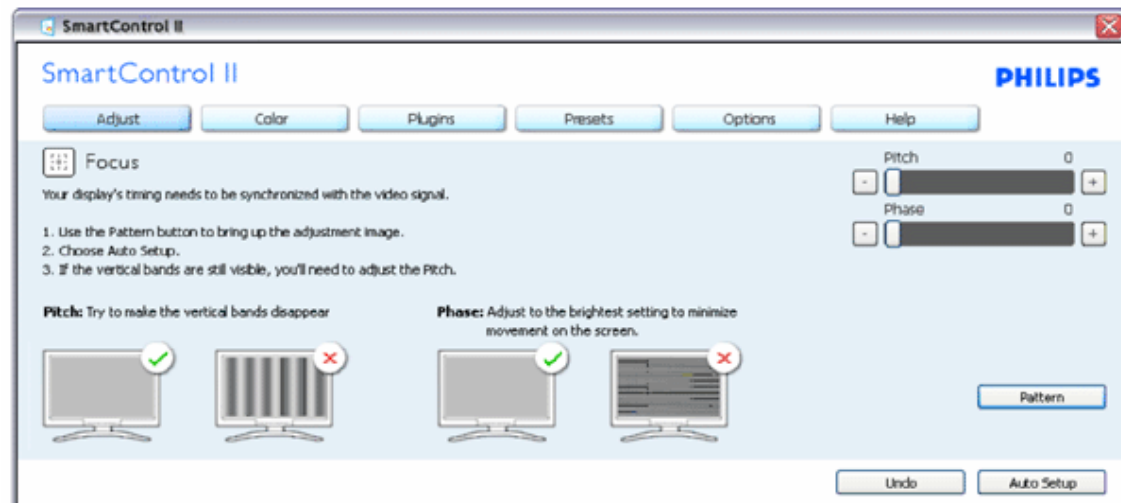 SmartControl II
SmartControl II
PHILIPS
Adjust
Color
Plugins
Presets
Options
Help
Focus
Your display's timing needs to be synchronized with the video signal.
1. Use the Pattern button to bring up the adjustment image.
2. Choose Auto Setup.
3. If the vertical bands are still visible, you'll need to adjust the Pitch.
Pitch 0
- +
Phase 0
- +
Pitch: Try to make the vertical bands disappear
Phase: Adjust to the brightest setting to minimize
movement on the screen.
Pattern
Undo
Auto Setup